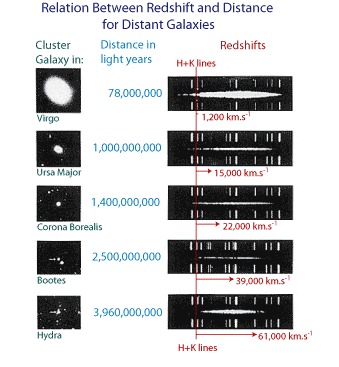 Relation Between Redshift and Distance
for Distant Galaxies
Cluster
Galaxy in:
Distance in
light years
Redshifts
H+K lines
78,000,000
Virgo
1,200 km.s⁻¹
1,000,000,000
Ursa Major
15,000 km.s⁻¹
1,400,000,000
Corona Borealis
22,000 km.s⁻¹
2,500,000,000
Bootes
39,000 km.s⁻¹
3,960,000,000
Hydra
61,000 km.s⁻¹
H+K lines